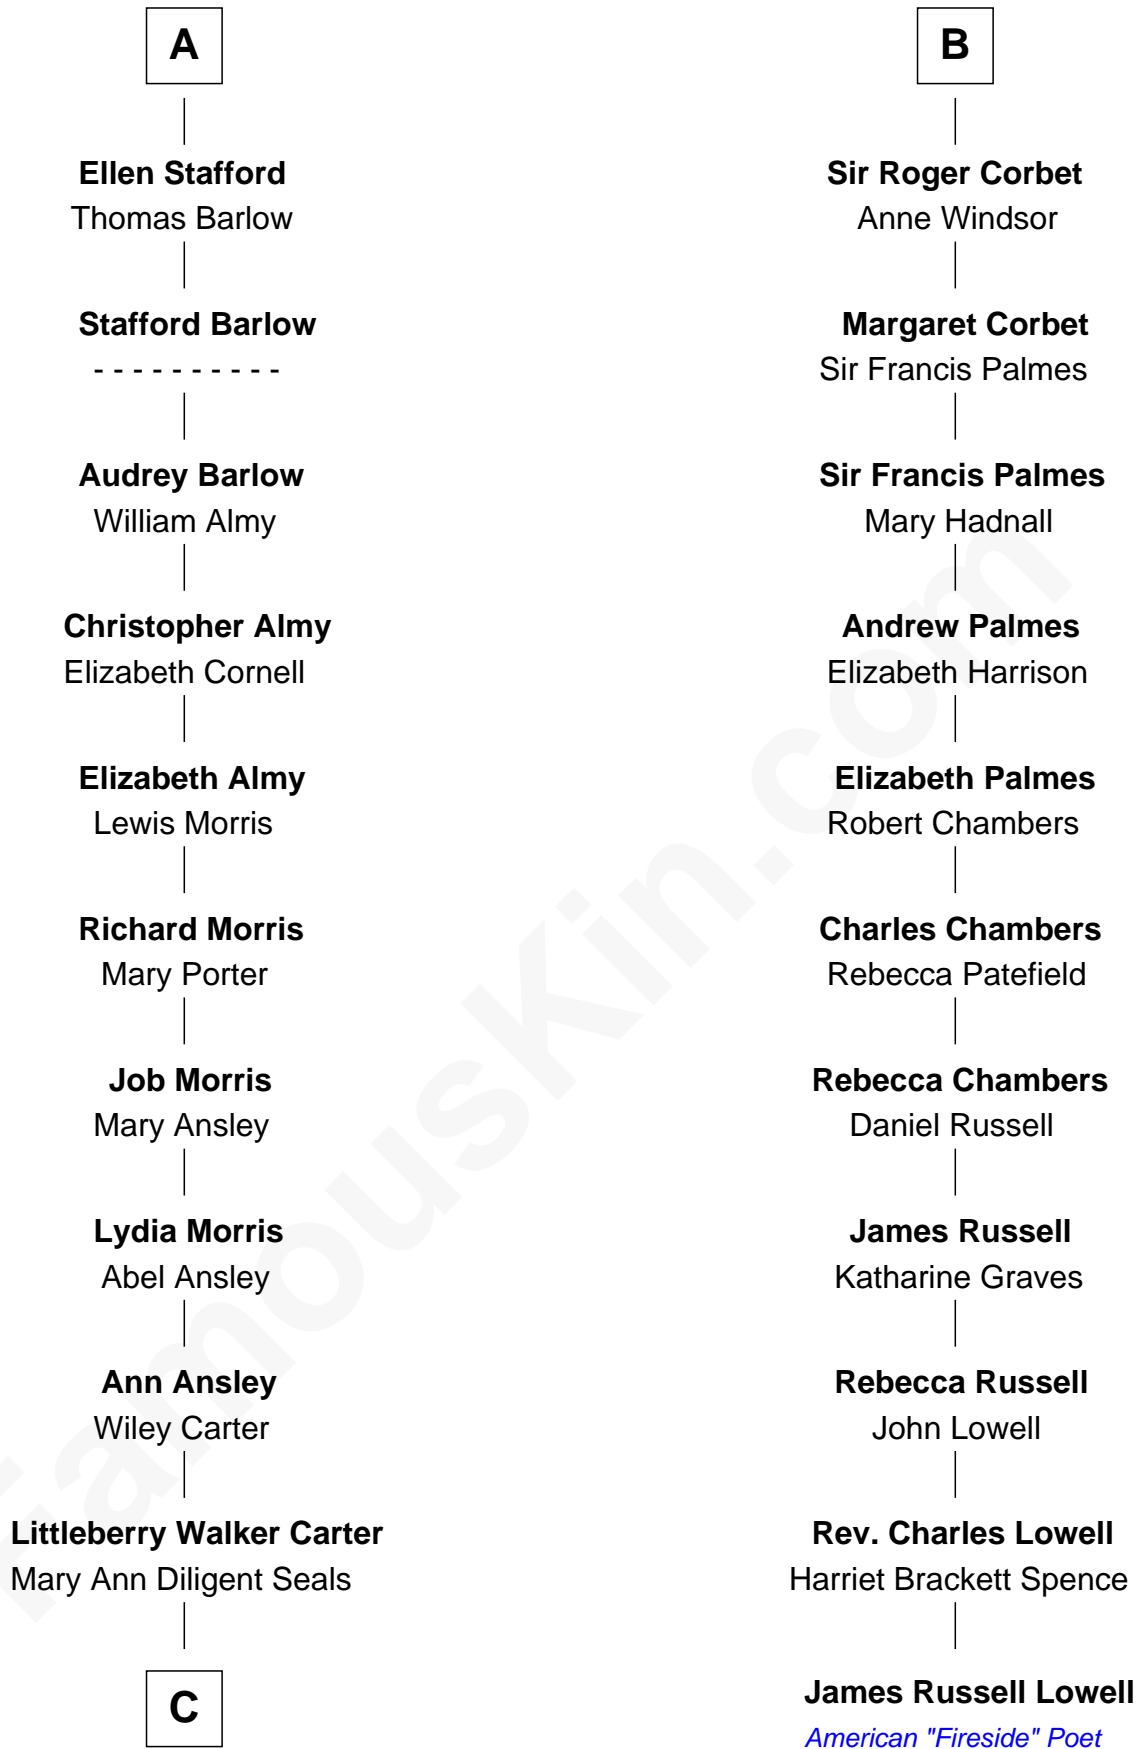 A
Ellen Stafford
Thomas Barlow
Stafford Barlow
- - - - - - - - - -
Audrey Barlow
William Almy
Christopher Almy
Elizabeth Cornell
Elizabeth Almy
Lewis Morris
Richard Morris
Mary Porter
Job Morris
Mary Ansley
Lydia Morris
Abel Ansley
Ann Ansley
Wiley Carter
Littleberry Walker Carter
Mary Ann Diligent Seals
C
B
Sir Roger Corbet
Anne Windsor
Margaret Corbet
Sir Francis Palmes
Sir Francis Palmes
Mary Hadnall
Andrew Palmes
Elizabeth Harrison
Elizabeth Palmes
Robert Chambers
Charles Chambers
Rebecca Patefield
Rebecca Chambers
Daniel Russell
James Russell
Katharine Graves
Rebecca Russell
John Lowell
Rev. Charles Lowell
Harriet Brackett Spence
James Russell Lowell
American "Fireside" Poet
FamousKin.com